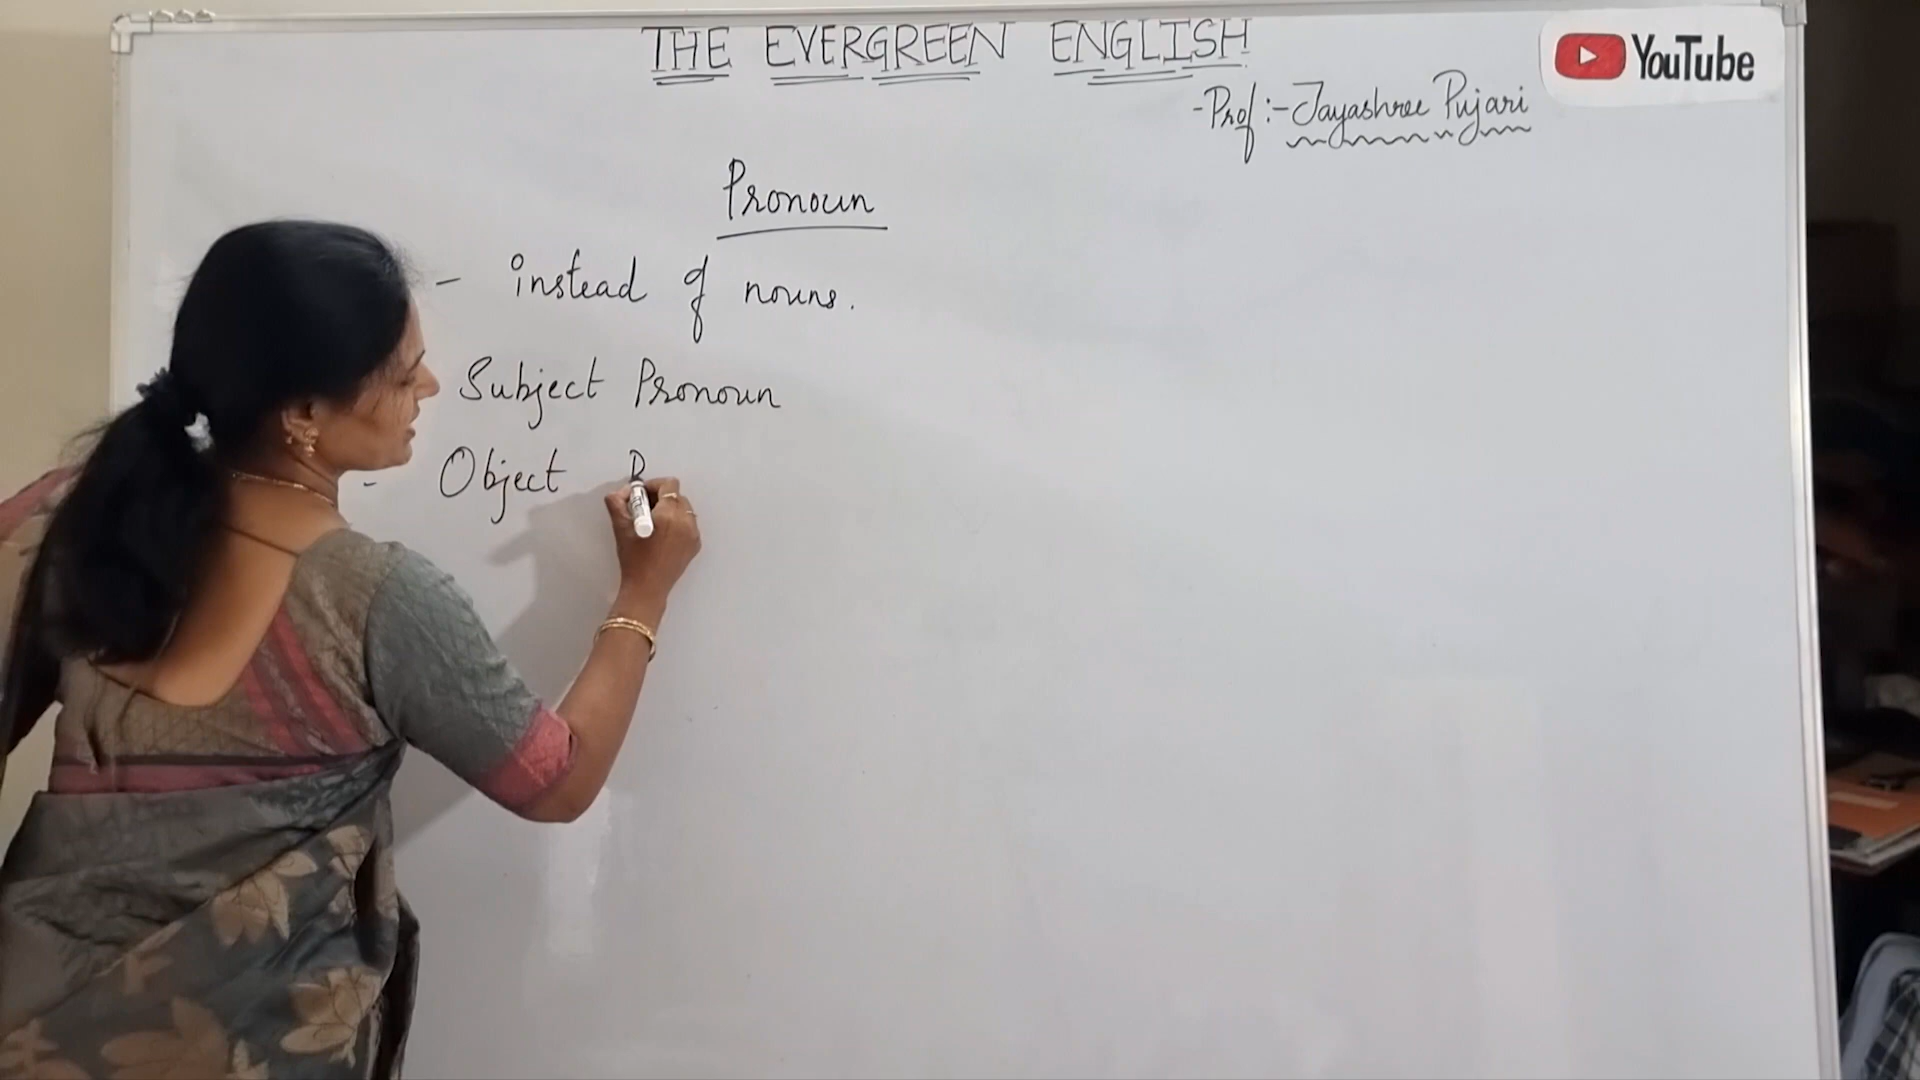 THE EVERGREEN ENGLISH
YouTube
-Prof:-Jayashree Pujari
Pronoun
- instead of nouns.
Subject Pronoun
- Object P